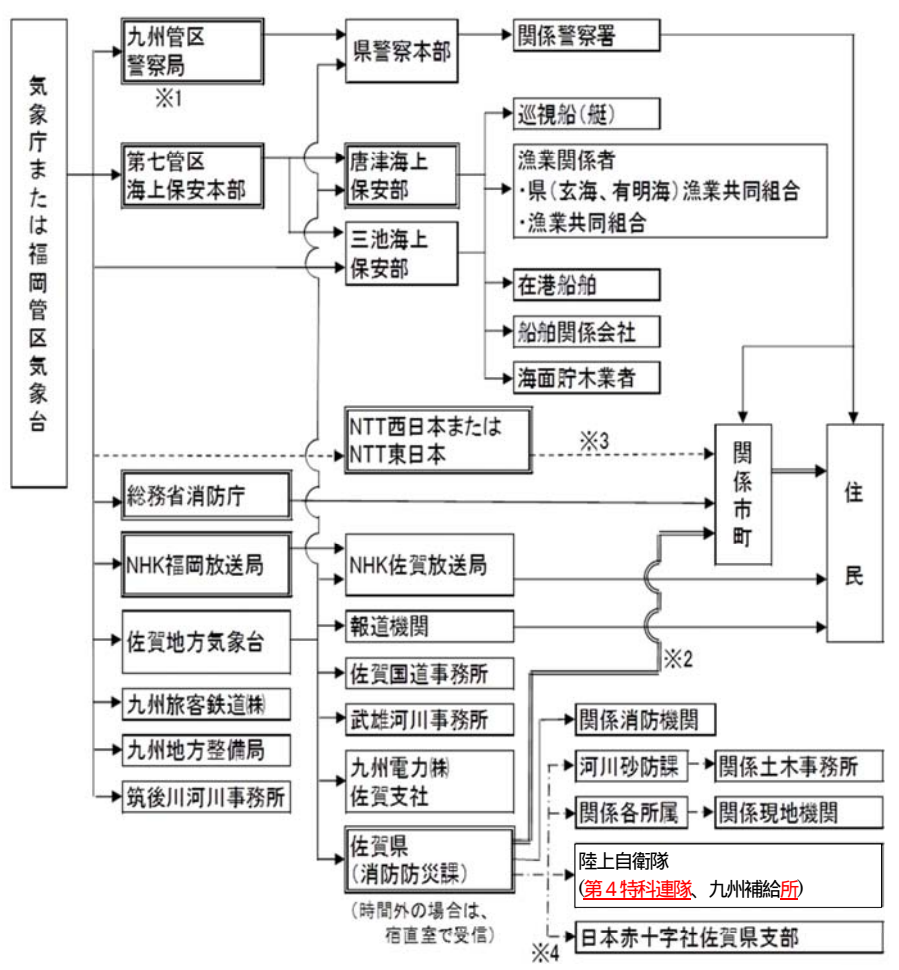 気象庁または福岡管区気象台
九州管区
警察局
※1
第七管区
海上保安本部
総務省消防庁
NHK福岡放送局
佐賀地方気象台
九州旅客鉄道㈱
九州地方整備局
筑後川河川事務所
県警察本部
唐津海上
保安部
三池海上
保安部
NTT西日本または
NTT東日本
※3
NHK佐賀放送局
報道機関
佐賀国道事務所
武雄河川事務所
九州電力㈱
佐賀支社
佐賀県
(消防防災課)
(時間外の場合は、
宿直室で受信)
関係警察署
巡視船(艇)
漁業関係者
・県(玄海、有明海)漁業共同組合
・漁業共同組合
在港船舶
船舶関係会社
海面貯木業者
関係市町
住民
※2
関係消防機関
河川砂防課
関係土木事務所
関係各所属
関係現地機関
陸上自衛隊
(第4特科連隊、九州補給所)
※4
日本赤十字社佐賀県支部